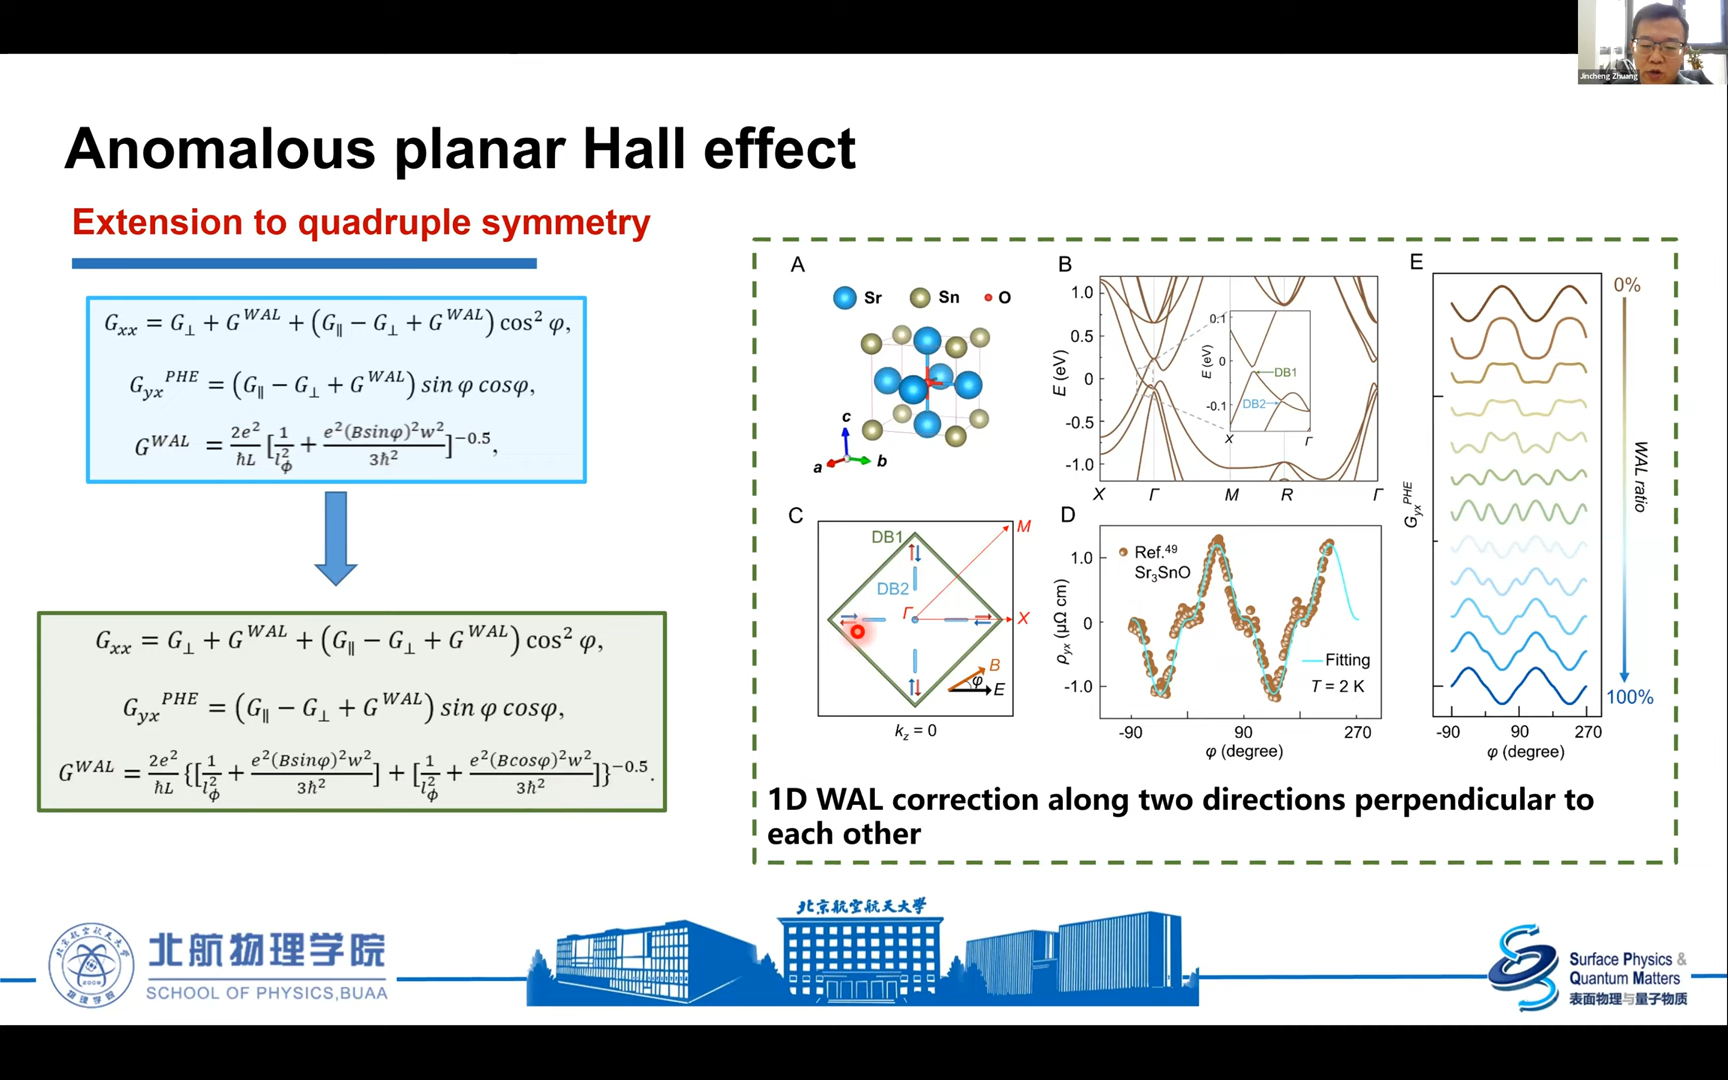 Jincheng Zhuang
Anomalous planar Hall effect
Extension to quadruple symmetry
G_xx = G_⊥ + G^WAL + (G_∥ − G_⊥ + G^WAL) cos² φ,
G_yx^PHE = (G_∥ − G_⊥ + G^WAL) sin φ cosφ,
G^WAL = 2e²/ħL [1/l_ϕ² + e²(Bsinφ)²w²/3ħ²]^−0.5,
G_xx = G_⊥ + G^WAL + (G_∥ − G_⊥ + G^WAL) cos² φ,
G_yx^PHE = (G_∥ − G_⊥ + G^WAL) sin φ cosφ,
G^WAL = 2e²/ħL {[1/l_ϕ² + e²(Bsinφ)²w²/3ħ²] + [1/l_ϕ² + e²(Bcosφ)²w²/3ħ²]}^−0.5.
A
Sr Sn O
c
a b
B
E (eV)
1.0
0.5
0
-0.5
-1.0
X Γ M R Γ
E (eV)
0.1
0
-0.1
DB1
DB2
X Γ
C
DB1
M
DB2
Γ
X
B
φ
E
k_z = 0
D
Ref.⁴⁹
Sr₃SnO
ρ_yx (μΩ cm)
1.0
0
-1.0
Fitting
T = 2 K
-90 90 270
φ (degree)
E
0%
WAL ratio
100%
G_yx^PHE
-90 90 270
φ (degree)
1D WAL correction along two directions perpendicular to
each other
北京航空航天大学
北航物理学院
SCHOOL OF PHYSICS,BUAA
Surface Physics &
Quantum Matters
表面物理与量子物质